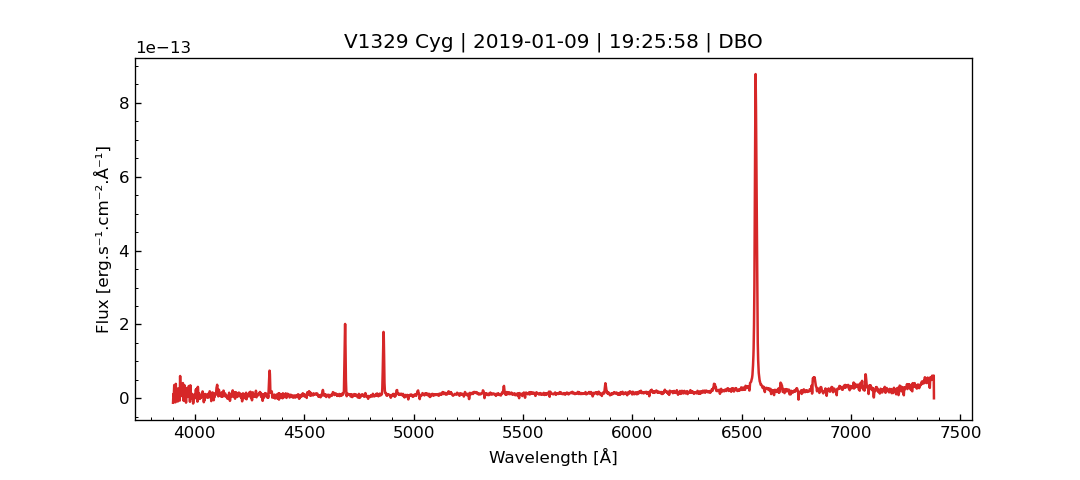 V1329 Cyg | 2019-01-09 | 19:25:58 | DBO
1e−13
8
6
4
2
0
Flux [erg.s⁻¹.cm⁻².Å⁻¹]
4000 4500 5000 5500 6000 6500 7000 7500
Wavelength [Å]